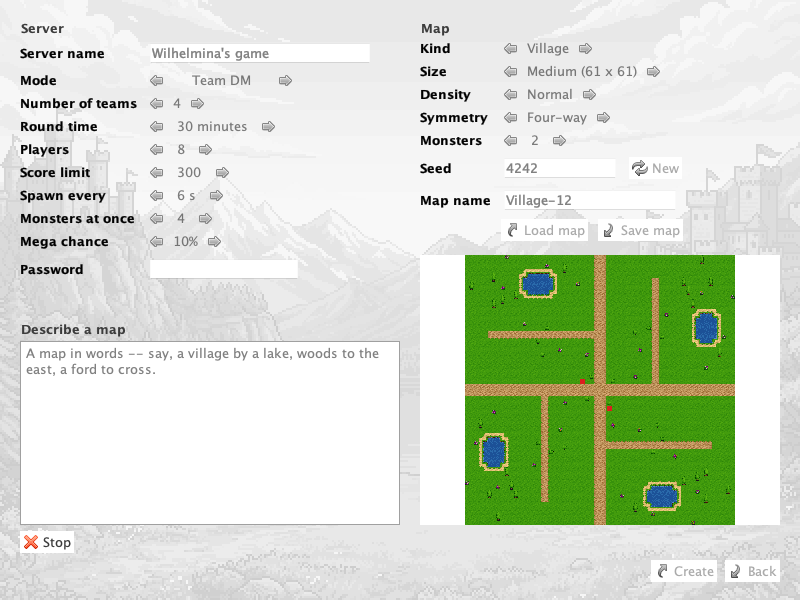 Server
Server name Wilhelmina's game
Mode Team DM
Number of teams 4
Round time 30 minutes
Players 8
Score limit 300
Spawn every 6 s
Monsters at once 4
Mega chance 10%
Password
Describe a map
A map in words -- say, a village by a lake, woods to the
east, a ford to cross.
Stop
Map
Kind Village
Size Medium (61 x 61)
Density Normal
Symmetry Four-way
Monsters 2
Seed 4242 New
Map name Village-12
Load map Save map
Create Back